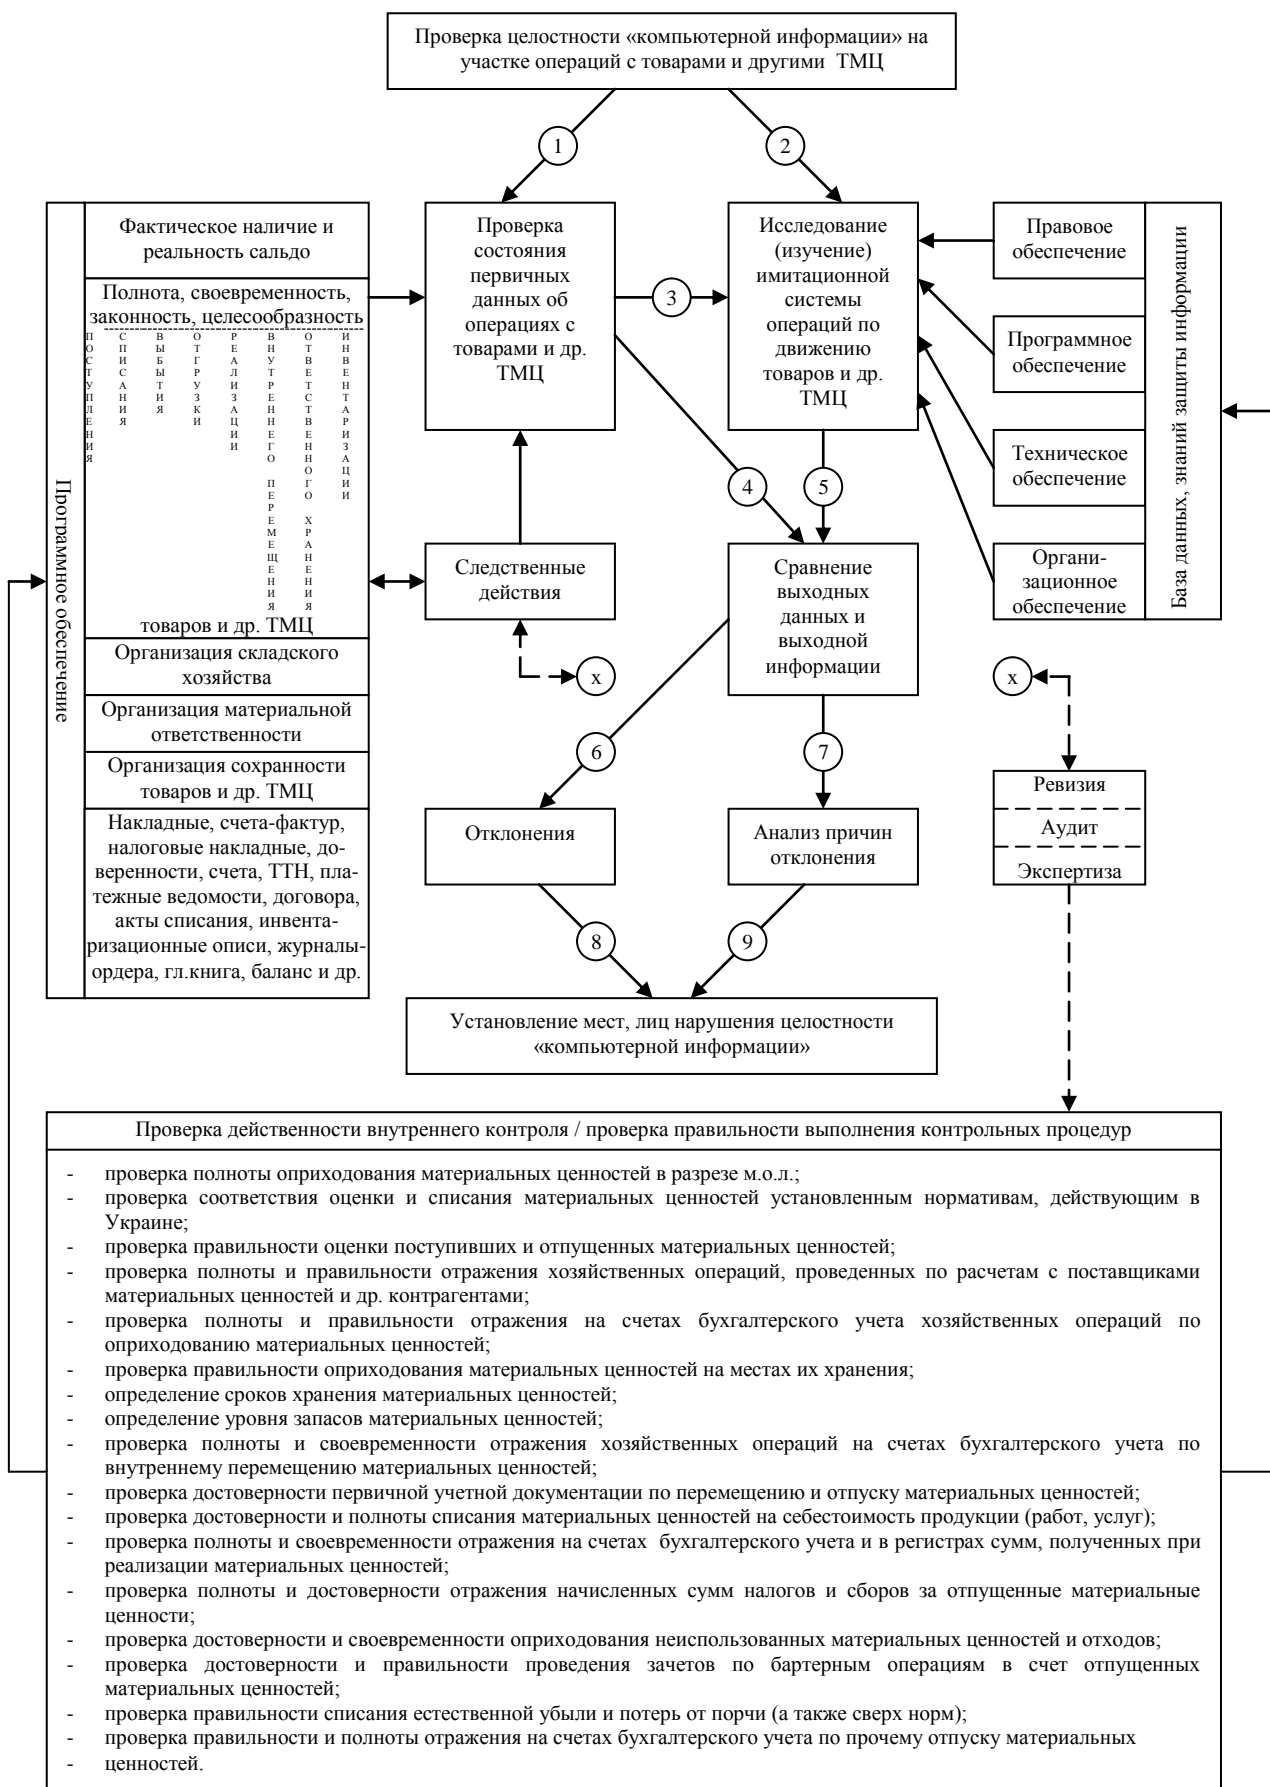 Проверка целостности «компьютерной информации» на
участке операций с товарами и другими ТМЦ
1
2
Программное обеспечение
Фактическое наличие и
реальность сальдо
Полнота, своевременность,
законность, целесообразность
ПОСТУПЛЕНИЯ
СПИСАНИЯ
ВЫБЫТИЯ
ОТГРУЗКИ
РЕАЛИЗАЦИИ
ВНУТРЕННЕГО ПЕРЕМЕЩЕНИЯ
ОТВЕТСТВЕННОГО ХРАНЕНИЯ
ИНВЕНТАРИЗАЦИИ
товаров и др. ТМЦ
Организация складского
хозяйства
Организация материальной
ответственности
Организация сохранности
товаров и др. ТМЦ
Накладные, счета-фактур,
налоговые накладные, до-
веренности, счета, ТТН, пла-
тежные ведомости, договора,
акты списания, инвента-
ризационные описи, журналы-
ордера, гл.книга, баланс и др.
Проверка
состояния
первичных
данных об
операциях с
товарами и др.
ТМЦ
3
Исследование
(изучение)
имитационной
системы
операций по
движению
товаров и др.
ТМЦ
Правовое
обеспечение
Программное
обеспечение
Техническое
обеспечение
Органи-
зационное
обеспечение
База данных, знаний защиты информации
4
5
Следственные
действия
х
Сравнение
выходных
данных и
выходной
информации
х
6
7
Отклонения
Анализ причин
отклонения
Ревизия
Аудит
Экспертиза
8
9
Установление мест, лиц нарушения целостности
«компьютерной информации»
Проверка действенности внутреннего контроля / проверка правильности выполнения контрольных процедур
- проверка полноты оприходования материальных ценностей в разрезе м.о.л.;
- проверка соответствия оценки и списания материальных ценностей установленным нормативам, действующим в
Украине;
- проверка правильности оценки поступивших и отпущенных материальных ценностей;
- проверка полноты и правильности отражения хозяйственных операций, проведенных по расчетам с поставщиками
материальных ценностей и др. контрагентами;
- проверка полноты и правильности отражения на счетах бухгалтерского учета хозяйственных операций по
оприходованию материальных ценностей;
- проверка правильности оприходования материальных ценностей на местах их хранения;
- определение сроков хранения материальных ценностей;
- определение уровня запасов материальных ценностей;
- проверка полноты и своевременности отражения хозяйственных операций на счетах бухгалтерского учета по
внутреннему перемещению материальных ценностей;
- проверка достоверности первичной учетной документации по перемещению и отпуску материальных ценностей;
- проверка достоверности и полноты списания материальных ценностей на себестоимость продукции (работ, услуг);
- проверка полноты и своевременности отражения на счетах бухгалтерского учета и в регистрах сумм, полученных при
реализации материальных ценностей;
- проверка полноты и достоверности отражения начисленных сумм налогов и сборов за отпущенные материальные
ценности;
- проверка достоверности и своевременности оприходования неиспользованных материальных ценностей и отходов;
- проверка достоверности и правильности проведения зачетов по бартерным операциям в счет отпущенных
материальных ценностей;
- проверка правильности списания естественной убыли и потерь от порчи (а также сверх норм);
- проверка правильности и полноты отражения на счетах бухгалтерского учета по прочему отпуску материальных
- ценностей.